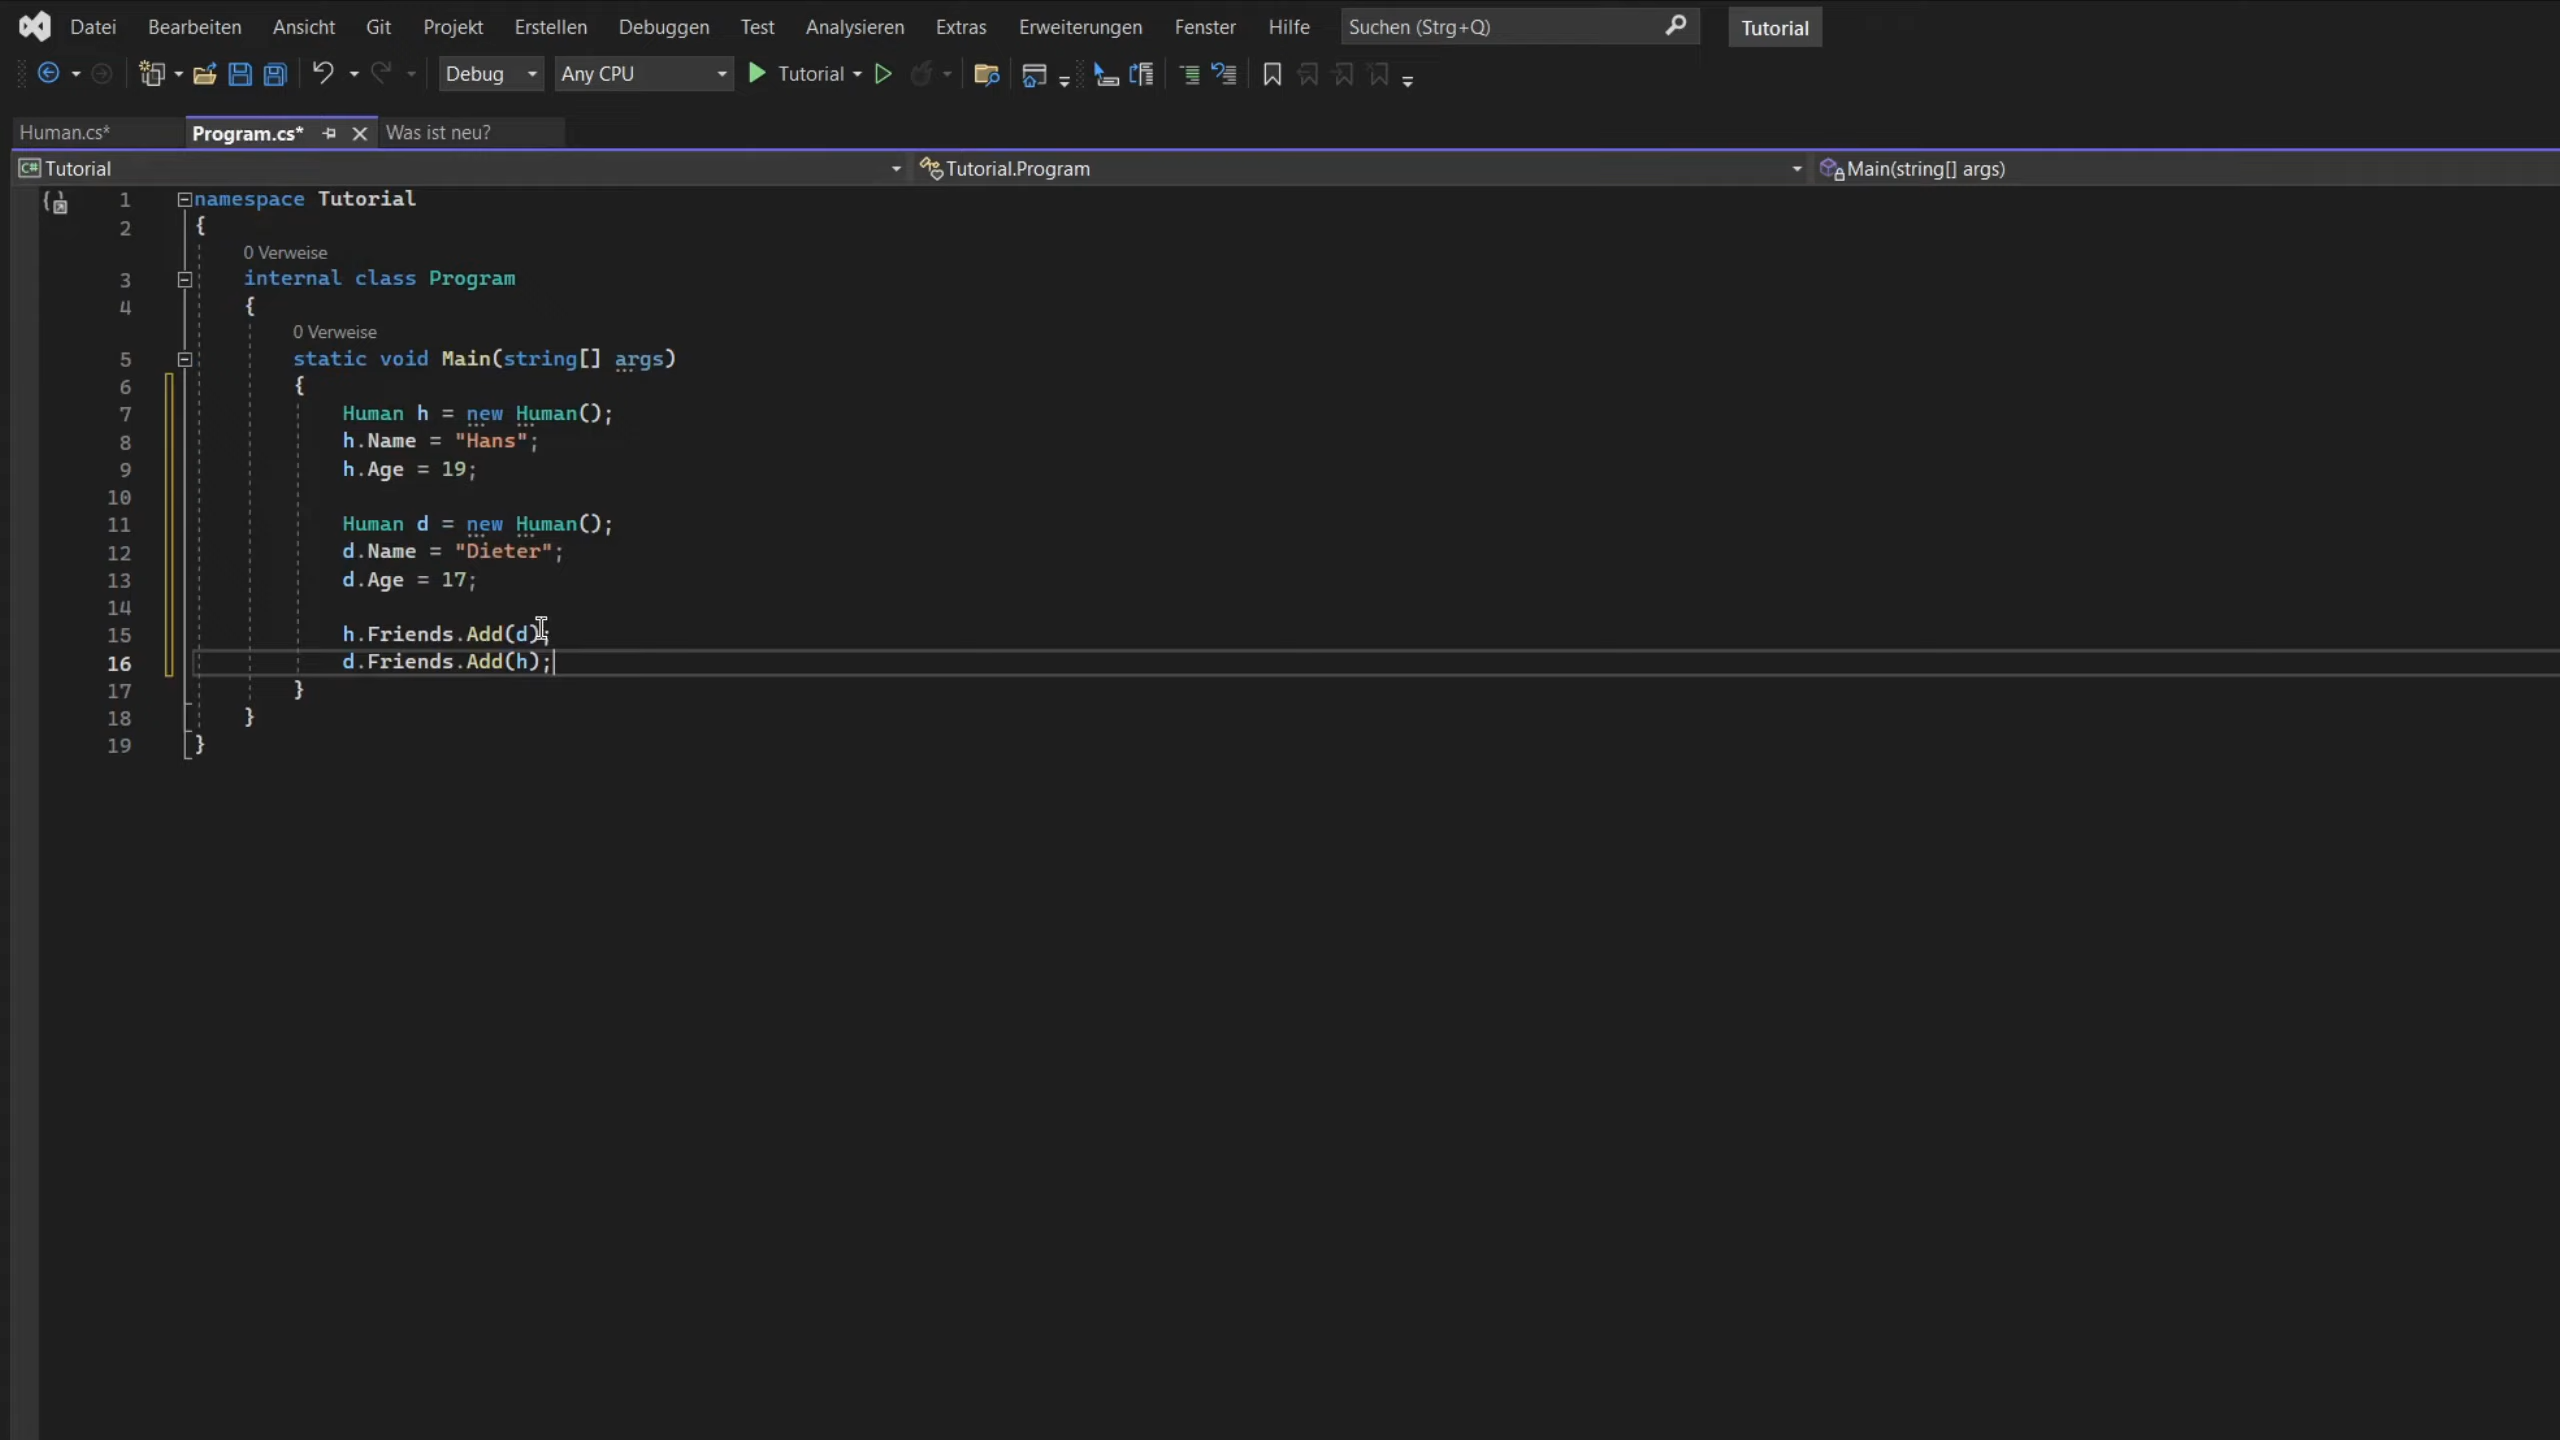 Datei Bearbeiten Ansicht Git Projekt Erstellen Debuggen Test Analysieren Extras Erweiterungen Fenster Hilfe Suchen (Strg+Q) Tutorial
Debug Any CPU Tutorial
Human.cs* Program.cs* Was ist neu?
C# Tutorial Tutorial.Program Main(string[] args)
1 namespace Tutorial
2 {
0 Verweise
3 internal class Program
4 {
0 Verweise
5 static void Main(string[] args)
6 {
7 Human h = new Human();
8 h.Name = "Hans";
9 h.Age = 19;
10
11 Human d = new Human();
12 d.Name = "Dieter";
13 d.Age = 17;
14
15 h.Friends.Add(d);
16 d.Friends.Add(h);
17 }
18 }
19 }